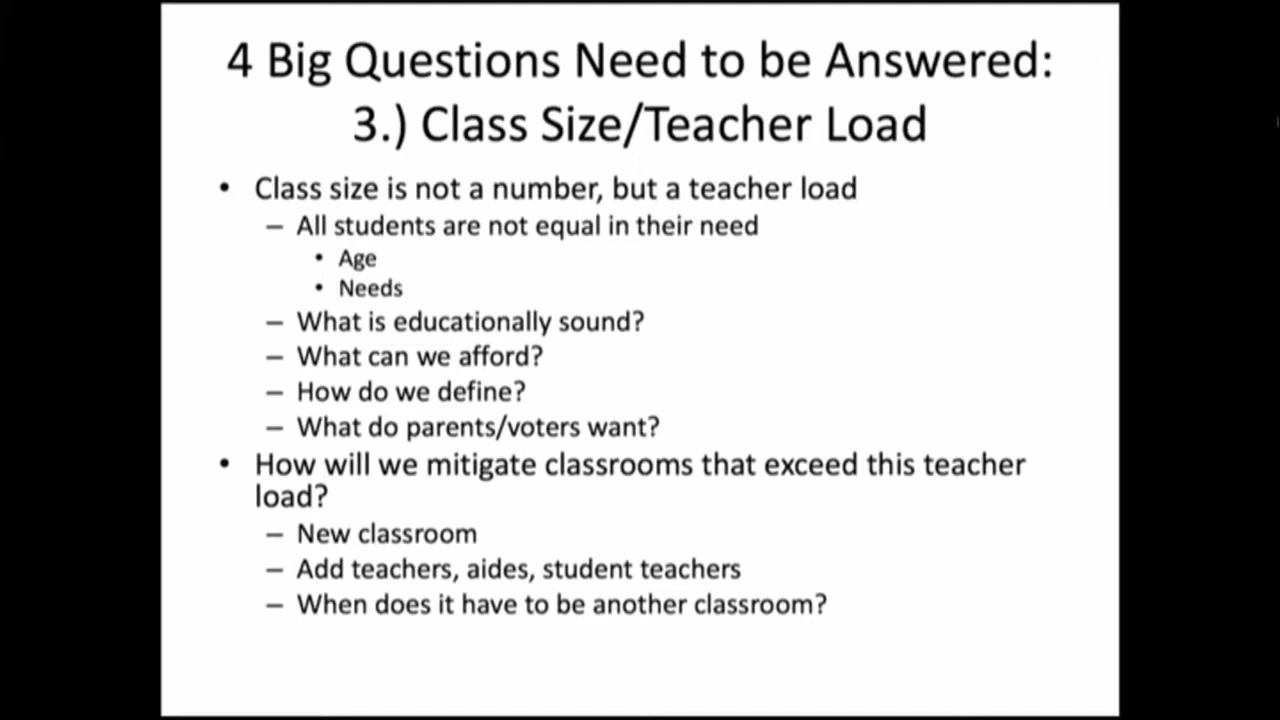 4 Big Questions Need to be Answered:
3.) Class Size/Teacher Load
• Class size is not a number, but a teacher load
– All students are not equal in their need
• Age
• Needs
– What is educationally sound?
– What can we afford?
– How do we define?
– What do parents/voters want?
• How will we mitigate classrooms that exceed this teacher
load?
– New classroom
– Add teachers, aides, student teachers
– When does it have to be another classroom?